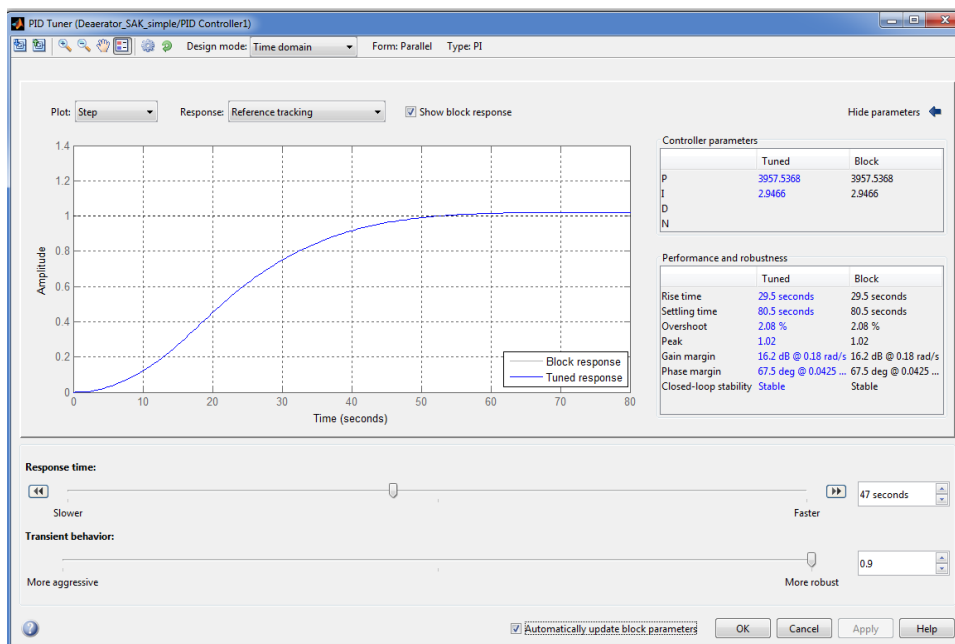 PID Tuner (Deaerator_SAK_simple/PID Controller1)
Design mode: Time domain Form: Parallel Type: PI
Plot: Step Response: Reference tracking Show block response Hide parameters
Controller parameters
Tuned Block
P 3957.5368 3957.5368
I 2.9466 2.9466
D
N
Performance and robustness
Tuned Block
Rise time 29.5 seconds 29.5 seconds
Settling time 80.5 seconds 80.5 seconds
Overshoot 2.08 % 2.08 %
Peak 1.02 1.02
Gain margin 16.2 dB @ 0.18 rad/s 16.2 dB @ 0.18 rad/s
Phase margin 67.5 deg @ 0.0425 ... 67.5 deg @ 0.0425 ...
Closed-loop stability Stable Stable
1.4
1.2
1
0.8
0.6
0.4
0.2
0
Amplitude
Block response
Tuned response
0 10 20 30 40 50 60 70 80
Time (seconds)
Response time:
Slower Faster
47 seconds
Transient behavior:
More aggressive More robust
0.9
Automatically update block parameters OK Cancel Apply Help